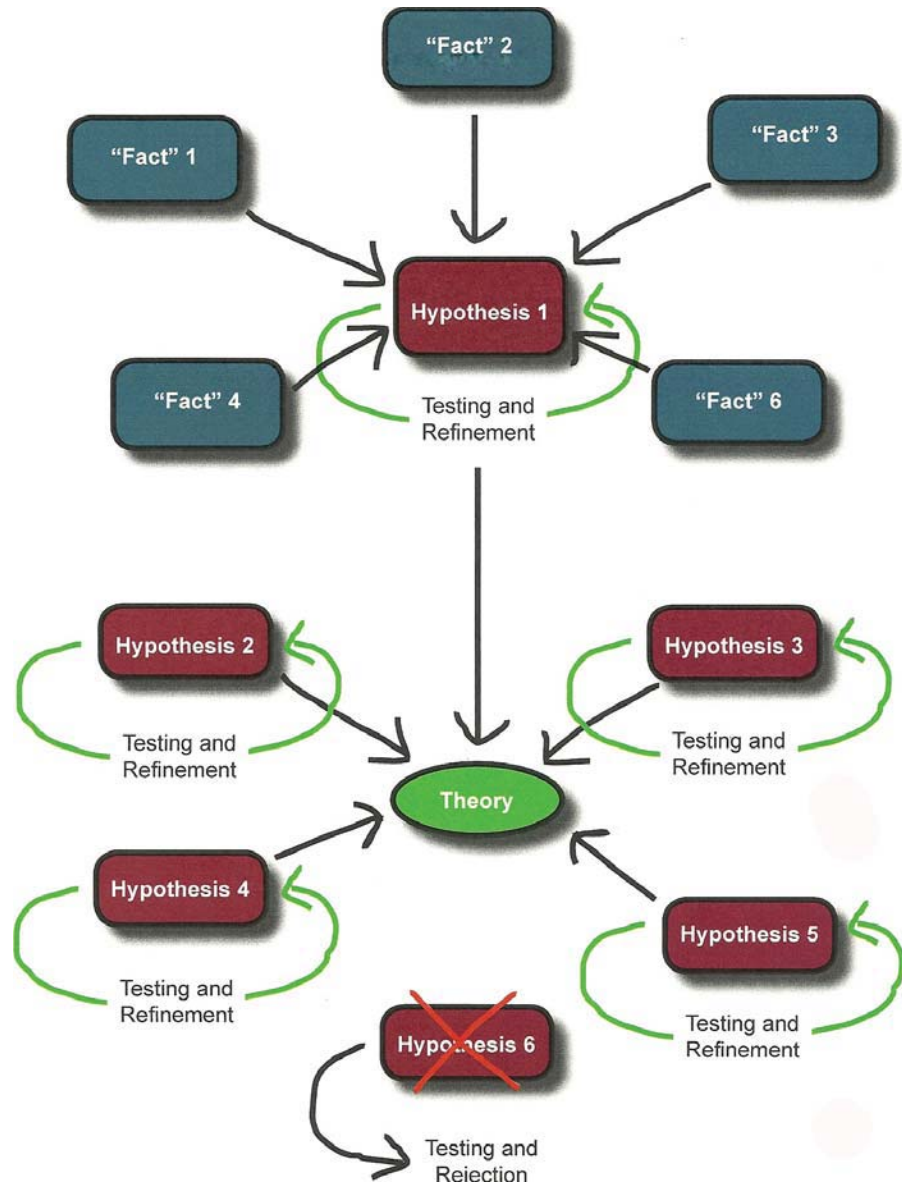 “Fact” 2
“Fact” 1
“Fact” 3
Hypothesis 1
“Fact” 4
“Fact” 6
Testing and
Refinement
Hypothesis 2
Hypothesis 3
Testing and
Refinement
Testing and
Refinement
Theory
Hypothesis 4
Hypothesis 5
Testing and
Refinement
Testing and
Refinement
Hypothesis 6
Testing and
Rejection